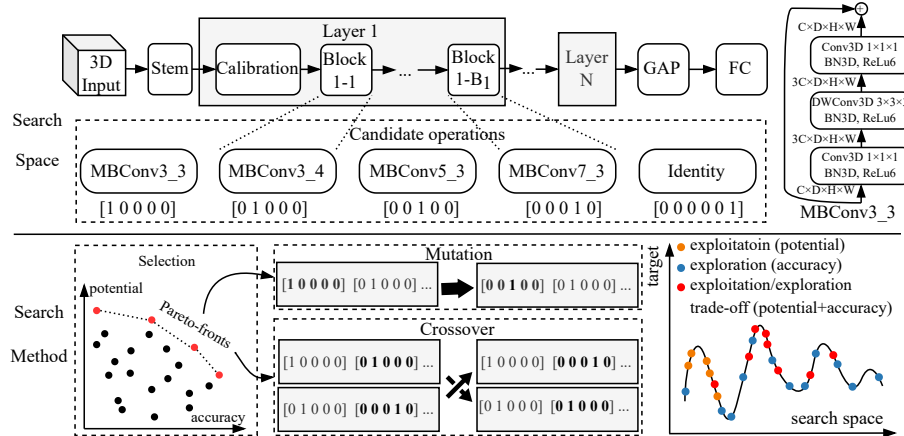 Layer 1
3D
Input
Stem
Calibration
Block
1-1
...
Block
1-B1
...
Layer
N
GAP
FC
Search
Space
Candidate operations
MBConv3_3
MBConv3_4
MBConv5_3
MBConv7_3
Identity
[1 0 0 0 0]
[0 1 0 0 0]
[0 0 1 0 0]
[0 0 0 1 0]
[0 0 0 0 0 1]
+
C×D×H×W
Conv3D 1×1×1
BN3D, ReLu6
3C×D×H×W
DWConv3D 3×3×3
BN3D, ReLu6
3C×D×H×W
Conv3D 1×1×1
BN3D, ReLu6
C×D×H×W
MBConv3_3
Search
Method
Selection
potential
Pareto-fronts
accuracy
Mutation
[1 0 0 0 0] [0 1 0 0 0] ...
[0 0 1 0 0] [0 1 0 0 0] ...
Crossover
[1 0 0 0 0] [0 1 0 0 0] ...
[1 0 0 0 0] [0 0 0 1 0] ...
[0 1 0 0 0] [0 0 0 1 0] ...
[0 1 0 0 0] [0 1 0 0 0] ...
target
exploitatoin (potential)
exploration (accuracy)
exploitation/exploration
trade-off (potential+accuracy)
search space